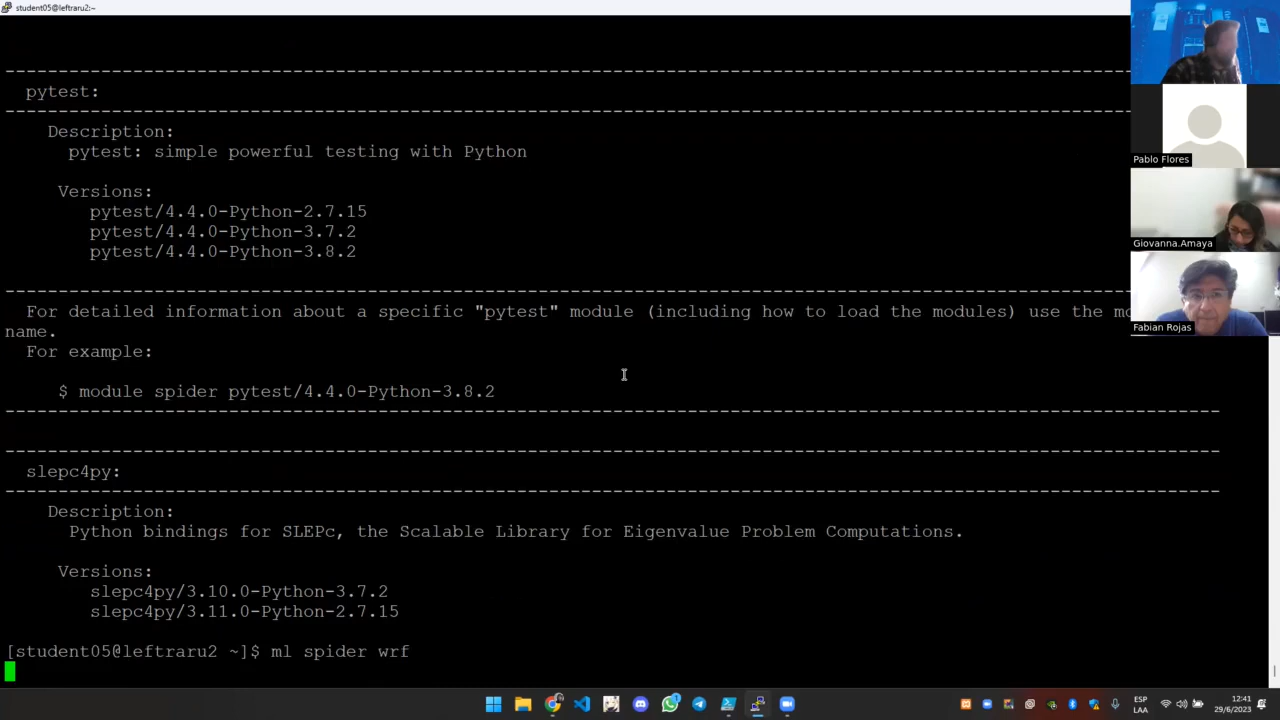 student05@leftraru2:~
------------------------------------------------------------------------------------------------------------------
pytest:
------------------------------------------------------------------------------------------------------------------
Description:
pytest: simple powerful testing with Python
Versions:
pytest/4.4.0-Python-2.7.15
pytest/4.4.0-Python-3.7.2
pytest/4.4.0-Python-3.8.2
------------------------------------------------------------------------------------------------------------------
For detailed information about a specific "pytest" module (including how to load the modules) use the
name.
For example:
$ module spider pytest/4.4.0-Python-3.8.2
------------------------------------------------------------------------------------------------------------------
------------------------------------------------------------------------------------------------------------------
slepc4py:
------------------------------------------------------------------------------------------------------------------
Description:
Python bindings for SLEPc, the Scalable Library for Eigenvalue Problem Computations.
Versions:
slepc4py/3.10.0-Python-3.7.2
slepc4py/3.11.0-Python-2.7.15
[student05@leftraru2 ~]$ ml spider wrf
Pablo Flores
Giovanna.Amaya
Fabian Rojas
ESP
LAA
12:41
29/6/2023